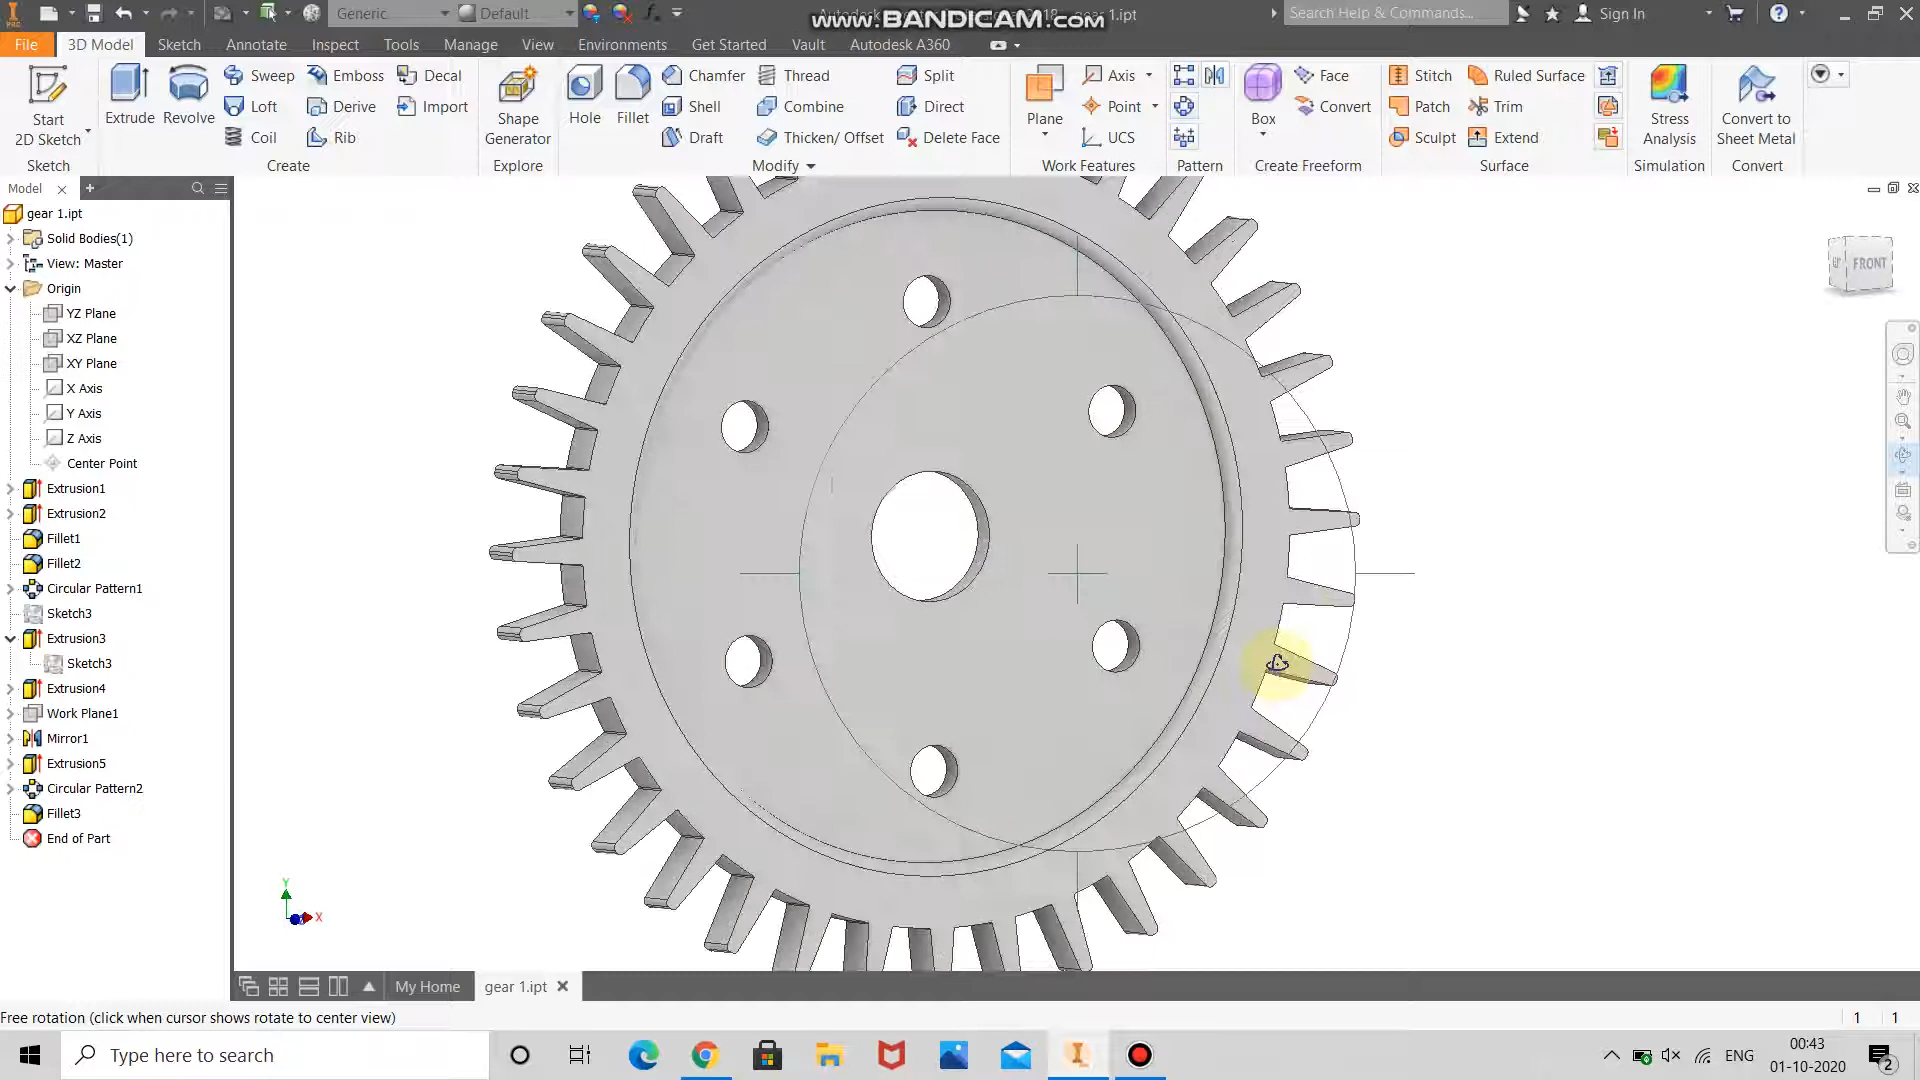 Generic
Default
Autodesk
2018 gear 1.ipt
www.BANDICAM.com
Search Help & Commands...
Sign In
PRO
File
3D Model
Sketch
Annotate
Inspect
Tools
Manage
View
Environments
Get Started
Vault
Autodesk A360
Start
2D Sketch
Extrude
Revolve
Sweep
Loft
Coil
Emboss
Derive
Rib
Decal
Import
Shape
Generator
Hole
Fillet
Chamfer
Shell
Draft
Thread
Combine
Thicken/ Offset
Split
Direct
Delete Face
Plane
Axis
Point
UCS
Box
Face
Convert
Stitch
Patch
Sculpt
Ruled Surface
Trim
Extend
Stress
Analysis
Convert to
Sheet Metal
Sketch
Create
Explore
Modify
Work Features
Pattern
Create Freeform
Surface
Simulation
Convert
Model
gear 1.ipt
Solid Bodies(1)
View: Master
Origin
YZ Plane
XZ Plane
XY Plane
X Axis
Y Axis
Z Axis
Center Point
Extrusion1
Extrusion2
Fillet1
Fillet2
Circular Pattern1
Sketch3
Extrusion3
Sketch3
Extrusion4
Work Plane1
Mirror1
Extrusion5
Circular Pattern2
Fillet3
End of Part
FRONT
Y
X
My Home
gear 1.ipt
Free rotation (click when cursor shows rotate to center view)
1
1
Type here to search
ENG
00:43
01-10-2020
2